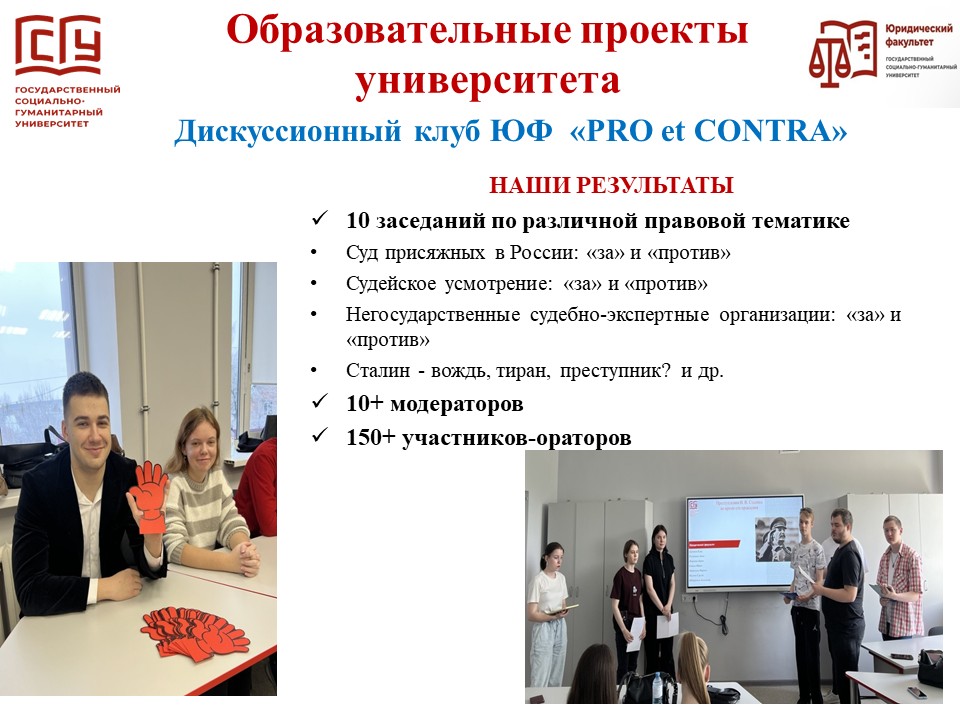 ГСГУ
ГОСУДАРСТВЕННЫЙ
СОЦИАЛЬНО-
ГУМАНИТАРНЫЙ
УНИВЕРСИТЕТ
Образовательные проекты
университета
Юридический
факультет
ГОСУДАРСТВЕННЫЙ
СОЦИАЛЬНО-ГУМАНИТАРНЫЙ
УНИВЕРСИТЕТ
Дискуссионный клуб ЮФ «PRO et CONTRA»
НАШИ РЕЗУЛЬТАТЫ
✓ 10 заседаний по различной правовой тематике
• Суд присяжных в России: «за» и «против»
• Судейское усмотрение: «за» и «против»
• Негосударственные судебно-экспертные организации: «за» и
«против»
• Сталин - вождь, тиран, преступник? и др.
✓ 10+ модераторов
✓ 150+ участников-ораторов